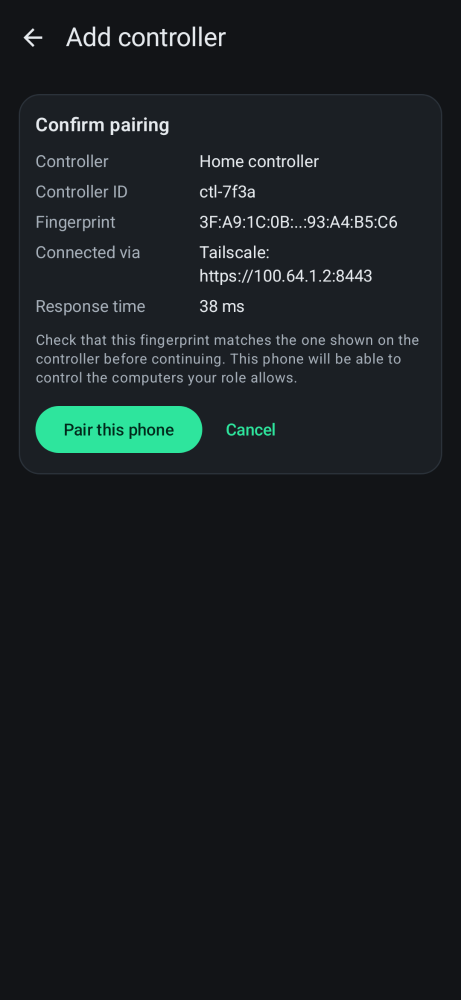 Add controller
Confirm pairing
Controller Home controller
Controller ID ctl-7f3a
Fingerprint 3F:A9:1C:0B:..:93:A4:B5:C6
Connected via Tailscale:
https://100.64.1.2:8443
Response time 38 ms
Check that this fingerprint matches the one shown on the
controller before continuing. This phone will be able to
control the computers your role allows.
Pair this phone Cancel